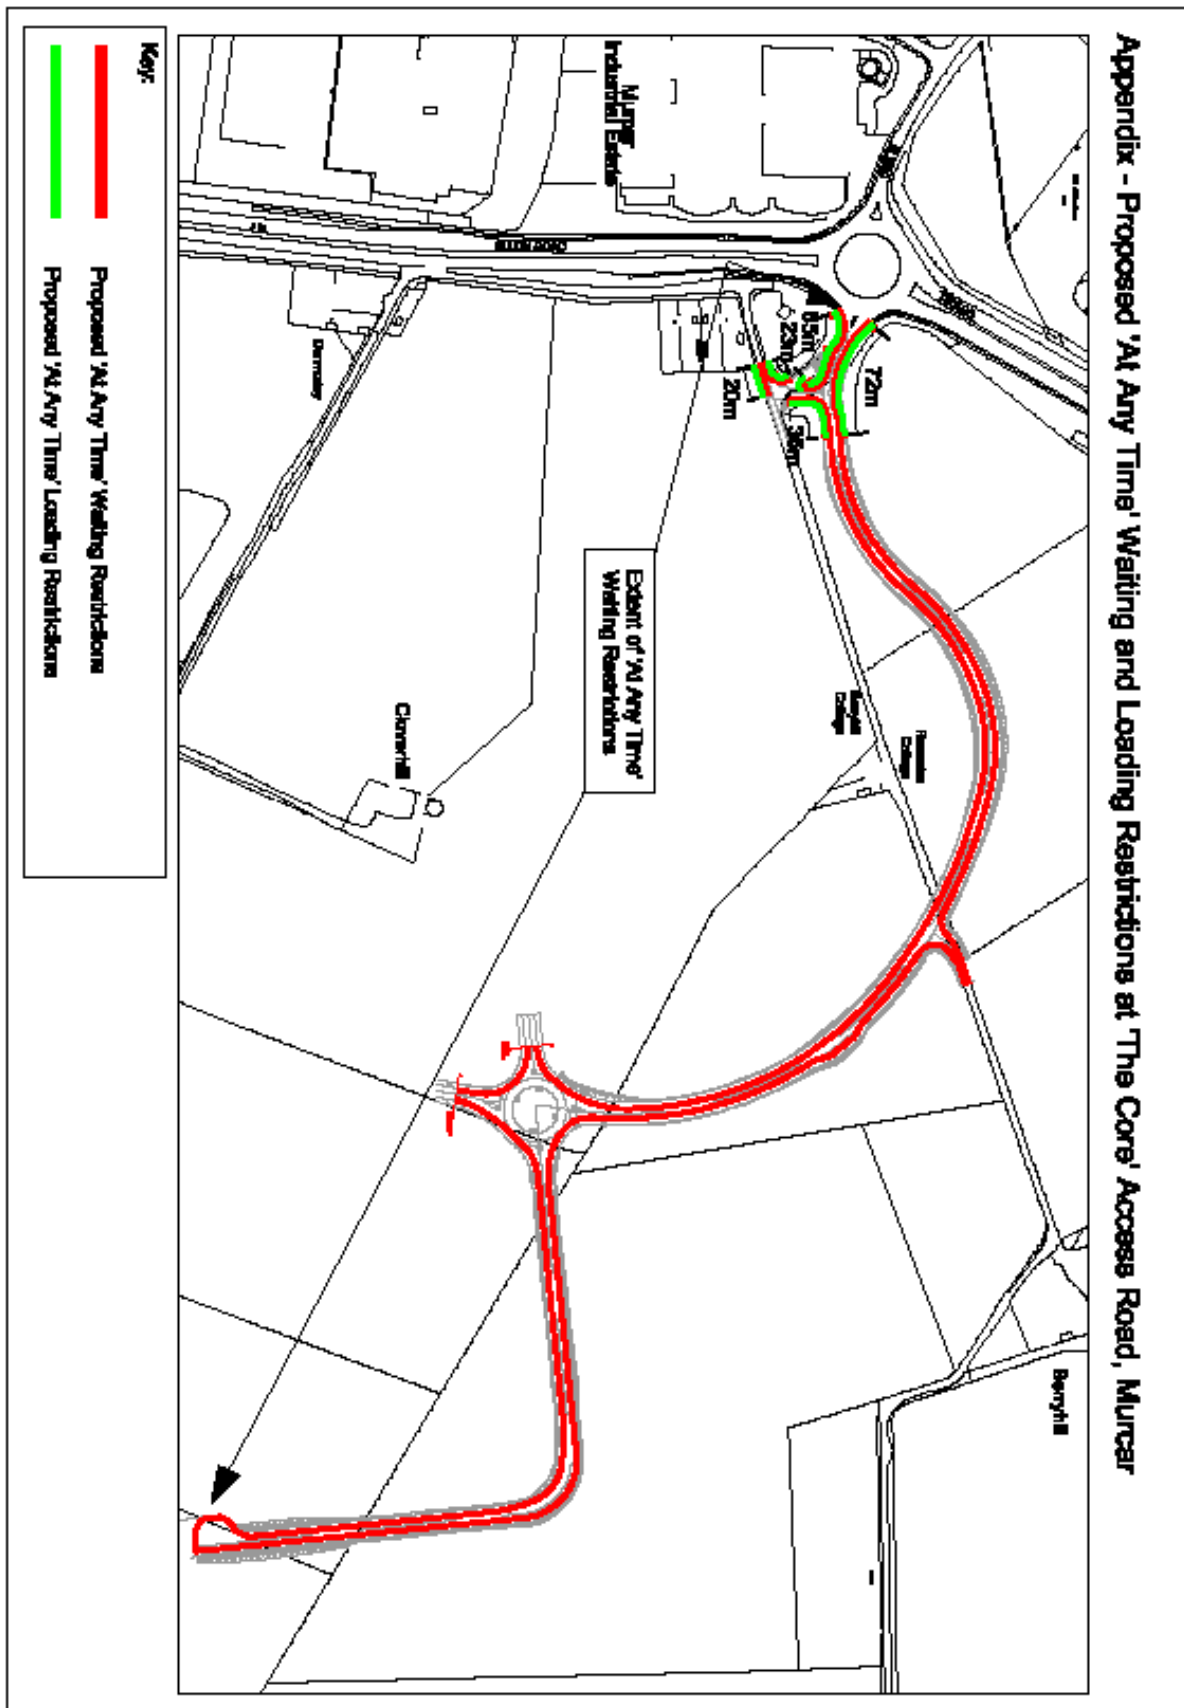 Appendix - Proposed 'At Any Time' Waiting and Loading Restrictions at 'The Core' Access Road, Murcar
Murcar
Industrial Estate
72m
65m
23m
36m
20m
Extent of 'At Any Time'
Waiting Restrictions
College
College
Berryhill
Cloverhill
Key:
Proposed 'At Any Time' Waiting Restrictions
Proposed 'At Any Time' Loading Restrictions